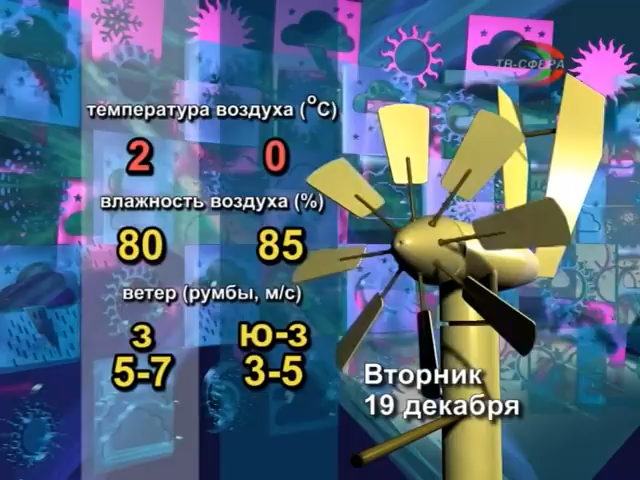 ТВ-СФЕРА
температура воздуха (°C)
2 0
влажность воздуха (%)
80 85
ветер (румбы, м/с)
З Ю-З
5-7 3-5
Вторник
19 декабря